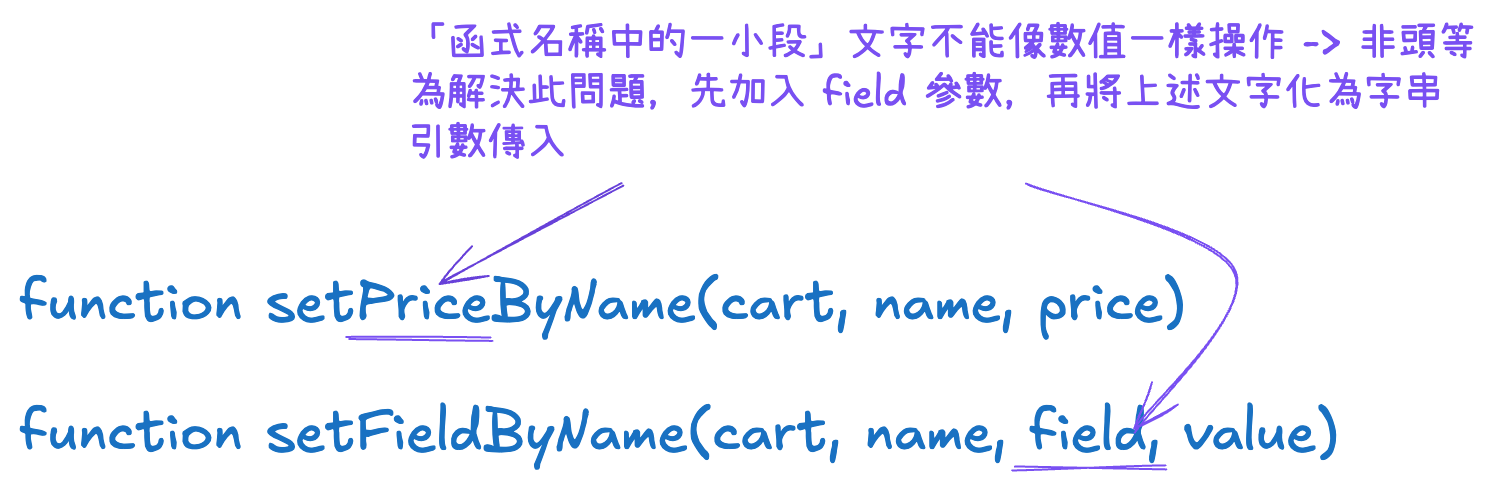 「函式名稱中的一小段」文字不能像數值一樣操作 -> 非頭等
為解決此問題，先加入 field 參數，再將上述文字化為字串
引數傳入
function setPriceByName(cart, name, price)
function setFieldByName(cart, name, field, value)